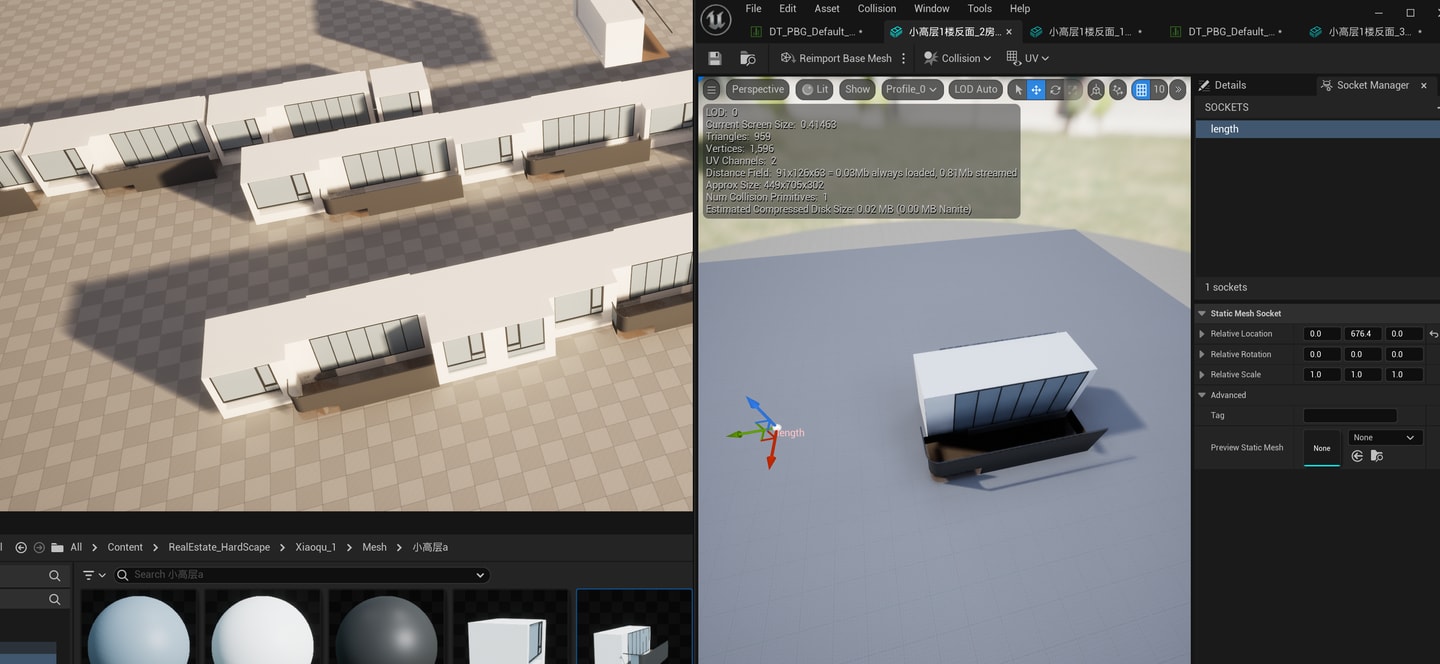 File Edit Asset Collision Window Tools Help
DT_PBG_Default_... •
小高层1楼反面_2房... ×
小高层1楼反面_1... •
DT_PBG_Default_... •
小高层1楼反面_3... •
Reimport Base Mesh
Collision
UV
Perspective
Lit
Show
Profile_0
LOD Auto
10
Details
Socket Manager ×
SOCKETS
length
LOD: 0
Current Screen Size: 0.41463
Triangles: 959
Vertices: 1,596
UV Channels: 2
Distance Field: 91x126x63 = 0.03Mb always loaded, 0.81Mb streamed
Approx Size: 449x705x302
Num Collision Primitives: 1
Estimated Compressed Disk Size: 0.02 MB (0.00 MB Nanite)
length
1 sockets
Static Mesh Socket
Relative Location 0.0 676.4 0.0
Relative Rotation 0.0 0.0 0.0
Relative Scale 1.0 1.0 1.0
Advanced
Tag
Preview Static Mesh
None
None
All > Content > RealEstate_HardScape > Xiaoqu_1 > Mesh > 小高层a
Search 小高层a